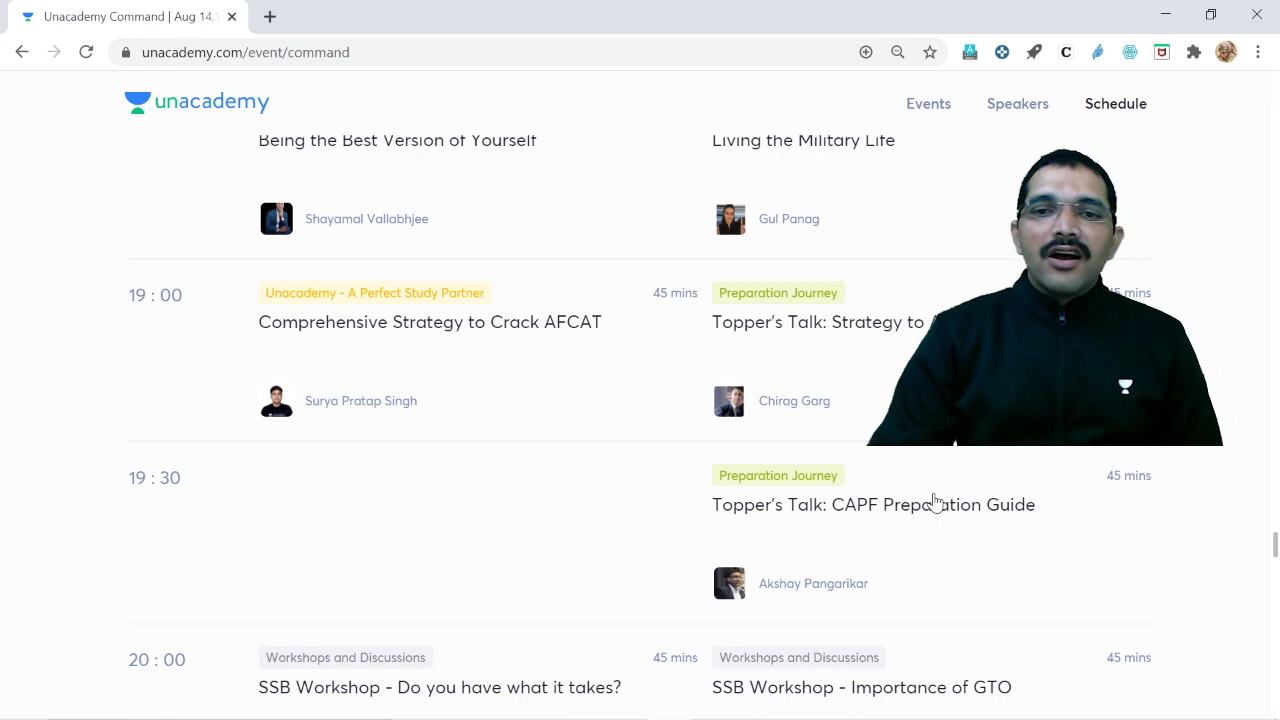 Unacademy Command | Aug 14,
unacademy.com/event/command
unacademy
Events
Speakers
Schedule
Being the Best Version of Yourself
Living the Military Life
Shayamal Vallabhjee
Gul Panag
19 : 00
Unacademy - A Perfect Study Partner
45 mins
Preparation Journey
mins
Comprehensive Strategy to Crack AFCAT
Topper's Talk: Strategy to
Surya Pratap Singh
Chirag Garg
19 : 30
Preparation Journey
45 mins
Topper's Talk: CAPF Preparation Guide
Akshay Pangarikar
20 : 00
Workshops and Discussions
45 mins
Workshops and Discussions
45 mins
SSB Workshop - Do you have what it takes?
SSB Workshop - Importance of GTO